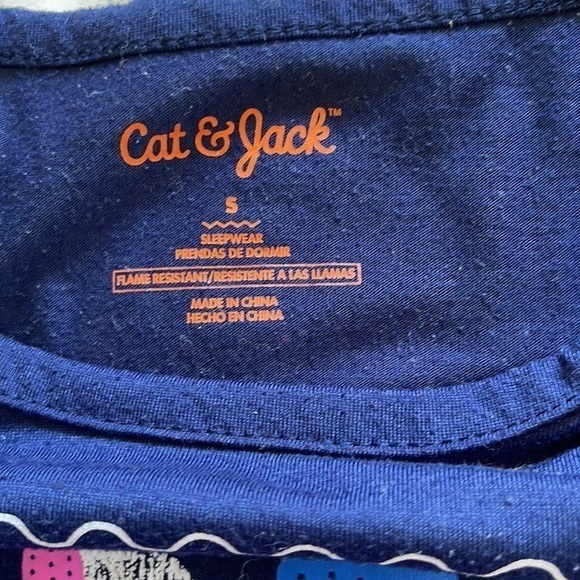 Cat & Jack™
S
SLEEPWEAR
PRENDAS DE DORMIR
FLAME RESISTANT/RESISTENTE A LAS LLAMAS
MADE IN CHINA
HECHO EN CHINA